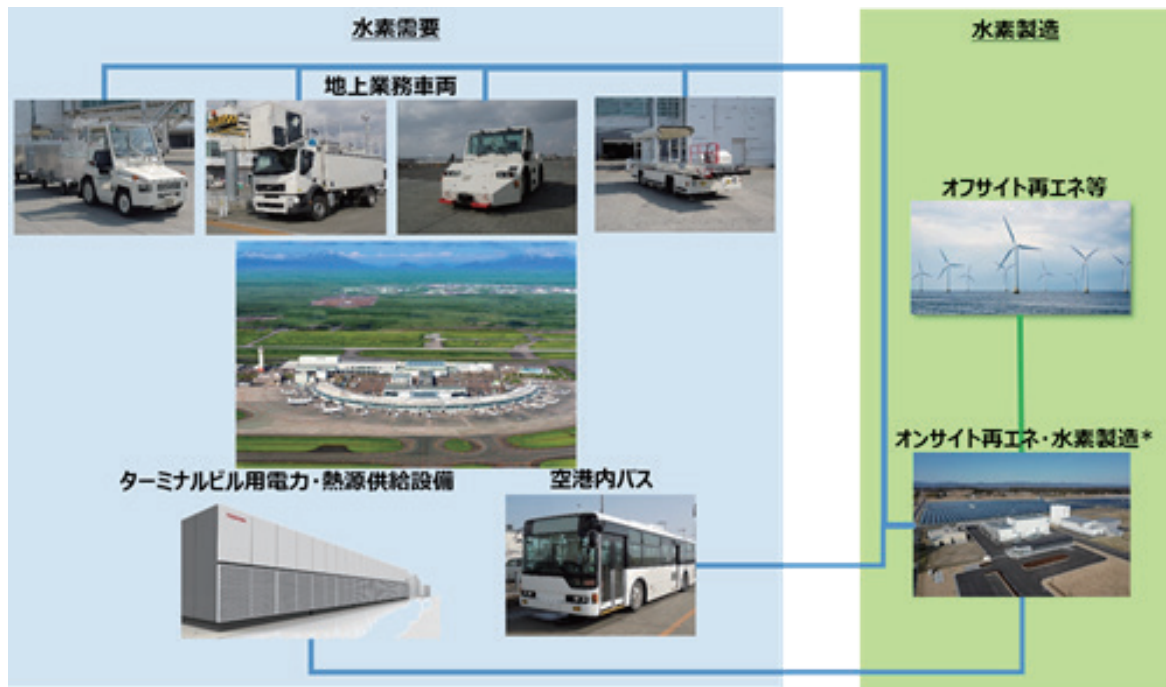 水素需要
水素製造
地上業務車両
オフサイト再エネ等
オンサイト再エネ・水素製造*
ターミナルビル用電力・熱源供給設備
空港内バス